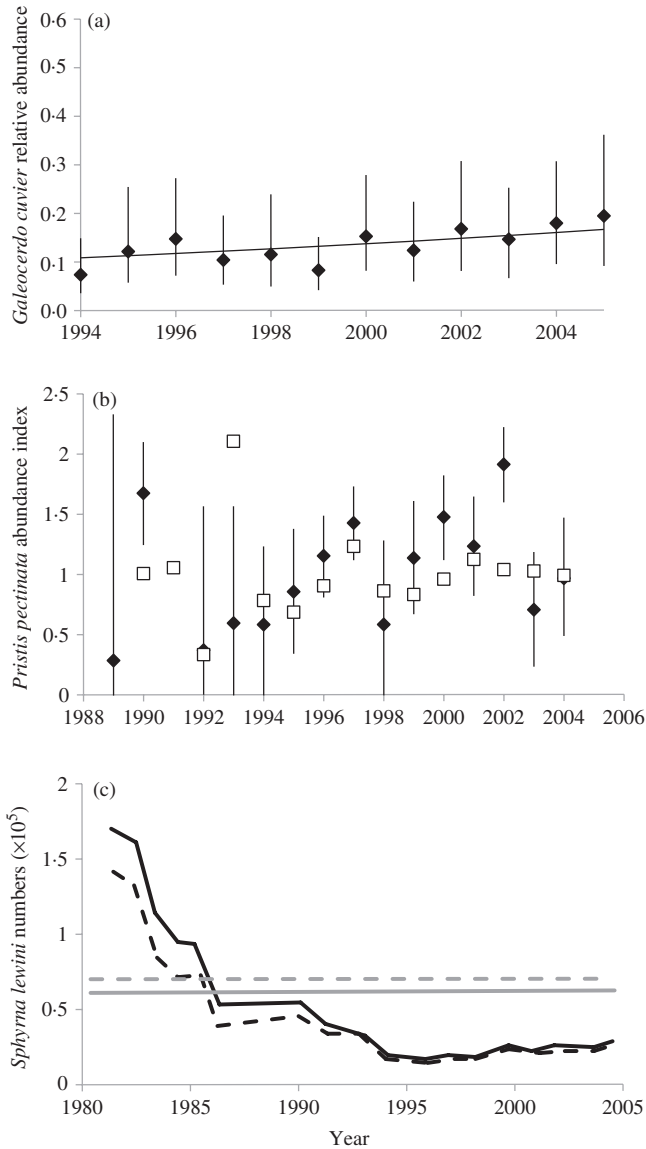 (a)
Galeocerdo cuvier relative abundance
0·6
0·5
0·4
0·3
0·2
0·1
0·0
1994 1996 1998 2000 2002 2004
(b)
Pristis pectinata abundance index
2·5
2
1·5
1
0·5
0
1988 1990 1992 1994 1996 1998 2000 2002 2004 2006
(c)
Sphyrna lewini numbers (×10⁵)
2
1·5
1
0·5
0
1980 1985 1990 1995 2000 2005
Year